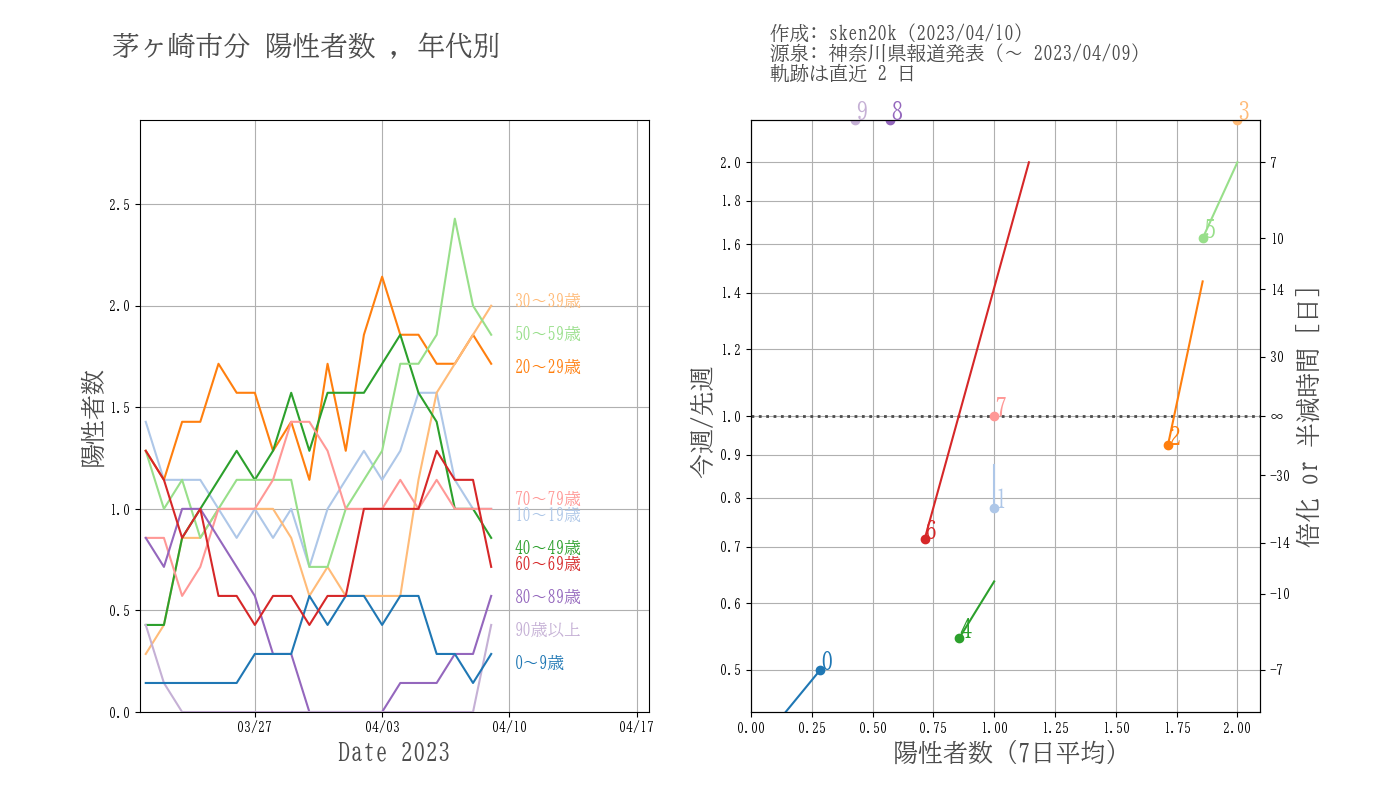 茅ヶ崎市分 陽性者数 , 年代別
作成: sken20k (2023/04/10)
源泉: 神奈川県報道発表 (～ 2023/04/09)
軌跡は直近 2 日
陽性者数
2.5
2.0
1.5
1.0
0.5
0.0
03/27
04/03
04/10
04/17
Date 2023
30～39歳
50～59歳
20～29歳
70～79歳
10～19歳
40～49歳
60～69歳
80～89歳
90歳以上
0～9歳
今週/先週
2.0
1.8
1.6
1.4
1.2
1.0
0.9
0.8
0.7
0.6
0.5
9
8
3
5
7
2
1
6
4
0
0.00
0.25
0.50
0.75
1.00
1.25
1.50
1.75
2.00
陽性者数 (7日平均)
7
10
14
30
∞
−30
−14
−10
−7
倍化 or 半減時間 [日]